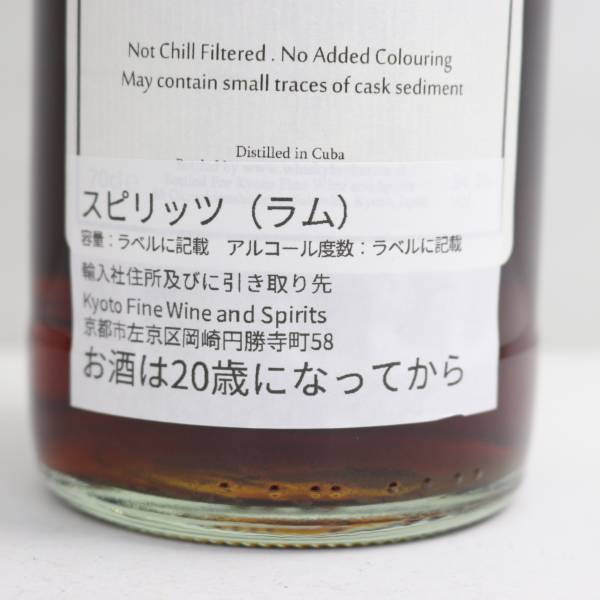 Not Chill Filtered . No Added Colouring
May contain small traces of cask sediment
Distilled in Cuba
スピリッツ（ラム）
容量：ラベルに記載　アルコール度数：ラベルに記載
輸入社住所及びに引き取り先
Kyoto Fine Wine and Spirits
京都市左京区岡崎円勝寺町58
お酒は20歳になってから